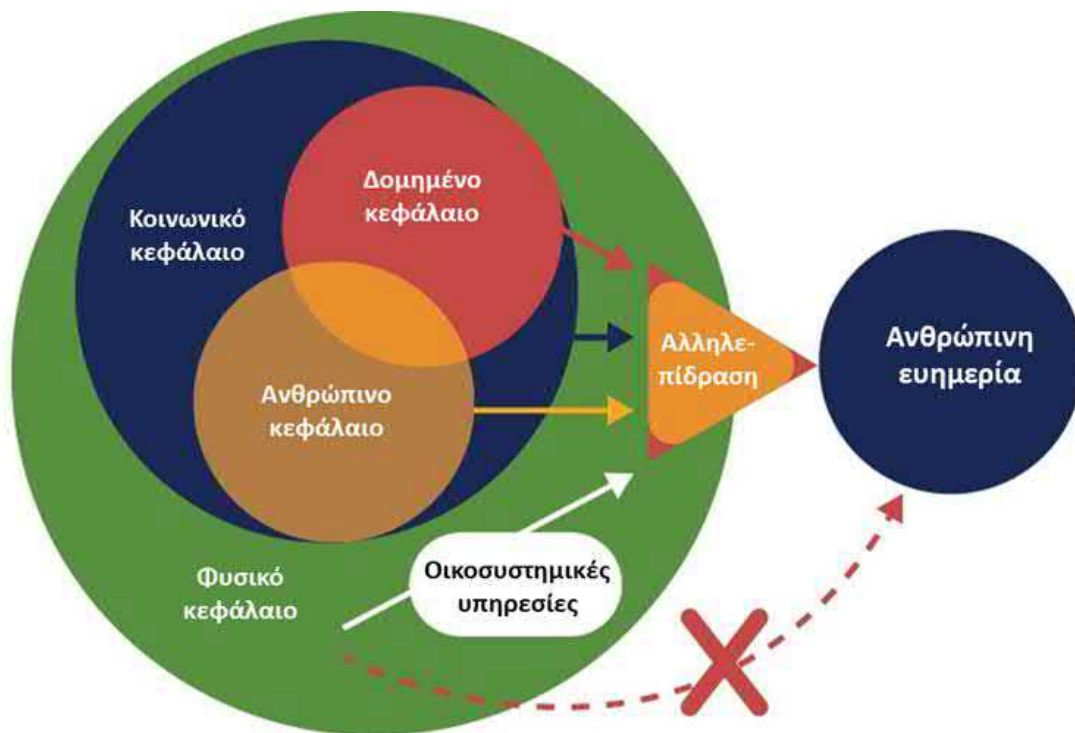 Δομημένο
κεφάλαιο
Κοινωνικό
κεφάλαιο
Ανθρώπινο
κεφάλαιο
Αλληλε-
πίδραση
Ανθρώπινη
ευημερία
Οικοσυστημικές
υπηρεσίες
Φυσικό
κεφάλαιο